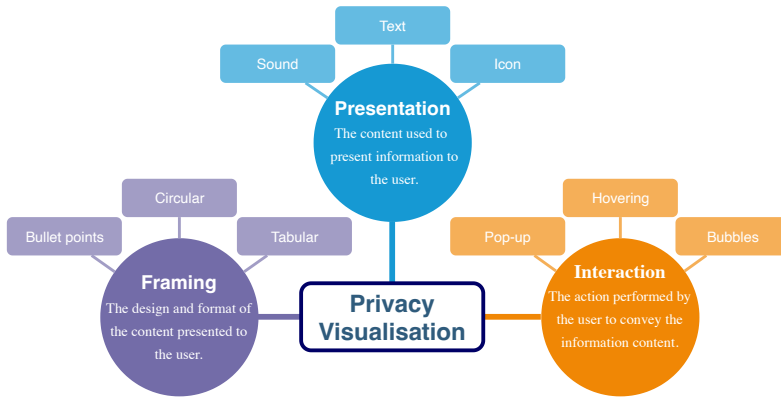 Text
Sound
Icon
Presentation
The content used to
present information to
the user.
Circular
Bullet points
Tabular
Framing
The design and format of
the content presented to
the user.
Privacy
Visualisation
Hovering
Pop-up
Bubbles
Interaction
The action performed by
the user to convey the
information content.